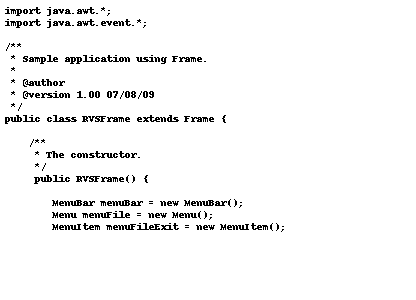 import java.awt.*;
import java.awt.event.*;
/**
* Sample application using Frame.
*
* @author
* @version 1.00 07/08/09
*/
public class RVSFrame extends Frame {
/**
* The constructor.
*/
public RVSFrame() {
MenuBar menuBar = new MenuBar();
Menu menuFile = new Menu();
MenuItem menuFileExit = new MenuItem();